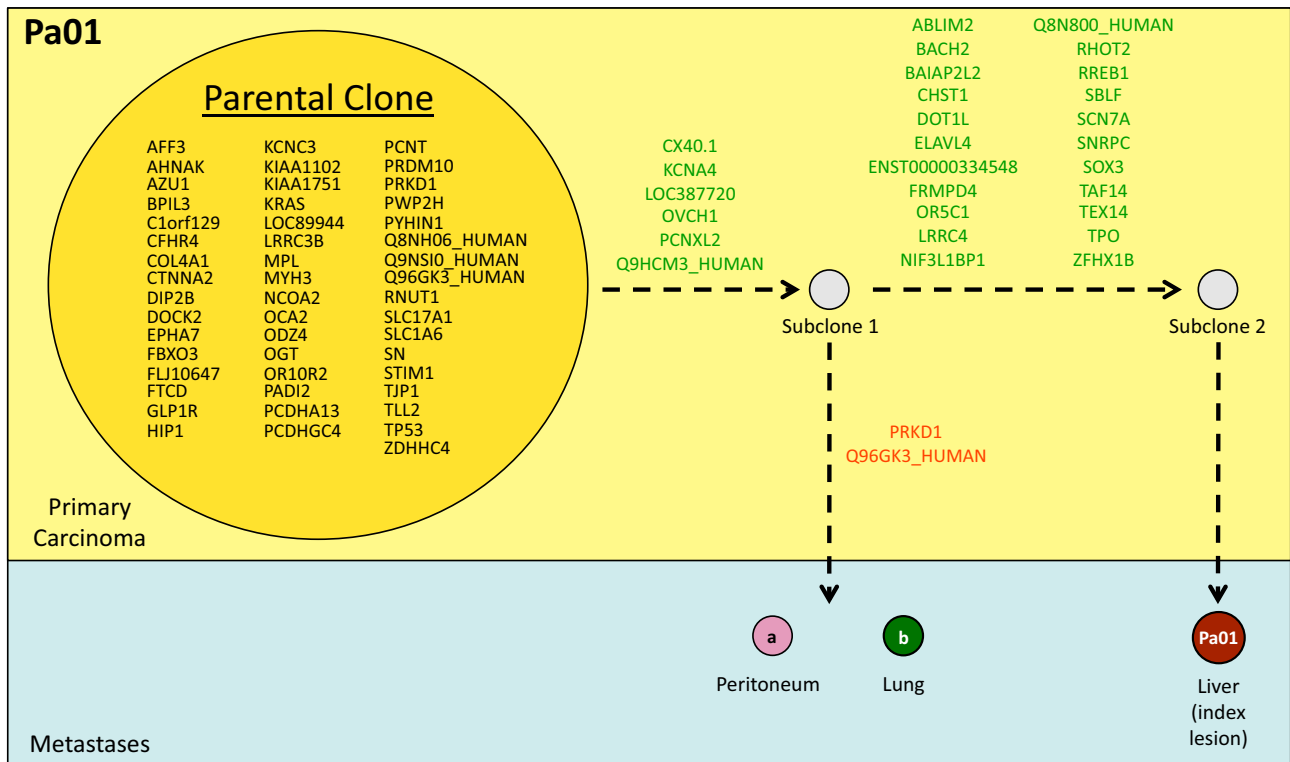 Pa01
Parental Clone
AFF3
AHNAK
AZU1
BPIL3
C1orf129
CFHR4
COL4A1
CTNNA2
DIP2B
DOCK2
EPHA7
FBXO3
FLJ10647
FTCD
GLP1R
HIP1
KCNC3
KIAA1102
KIAA1751
KRAS
LOC89944
LRRC3B
MPL
MYH3
NCOA2
OCA2
ODZ4
OGT
OR10R2
PADI2
PCDHA13
PCDHGC4
PCNT
PRDM10
PRKD1
PWP2H
PYHIN1
Q8NH06_HUMAN
Q9NSI0_HUMAN
Q96GK3_HUMAN
RNUT1
SLC17A1
SLC1A6
SN
STIM1
TJP1
TLL2
TP53
ZDHHC4
CX40.1
KCNA4
LOC387720
OVCH1
PCNXL2
Q9HCM3_HUMAN
Subclone 1
ABLIM2
BACH2
BAIAP2L2
CHST1
DOT1L
ELAVL4
ENST00000334548
FRMPD4
OR5C1
LRRC4
NIF3L1BP1
Q8N800_HUMAN
RHOT2
RREB1
SBLF
SCN7A
SNRPC
SOX3
TAF14
TEX14
TPO
ZFHX1B
Subclone 2
PRKD1
Q96GK3_HUMAN
Primary
Carcinoma
a
Peritoneum
b
Lung
Pa01
Liver
(index
lesion)
Metastases